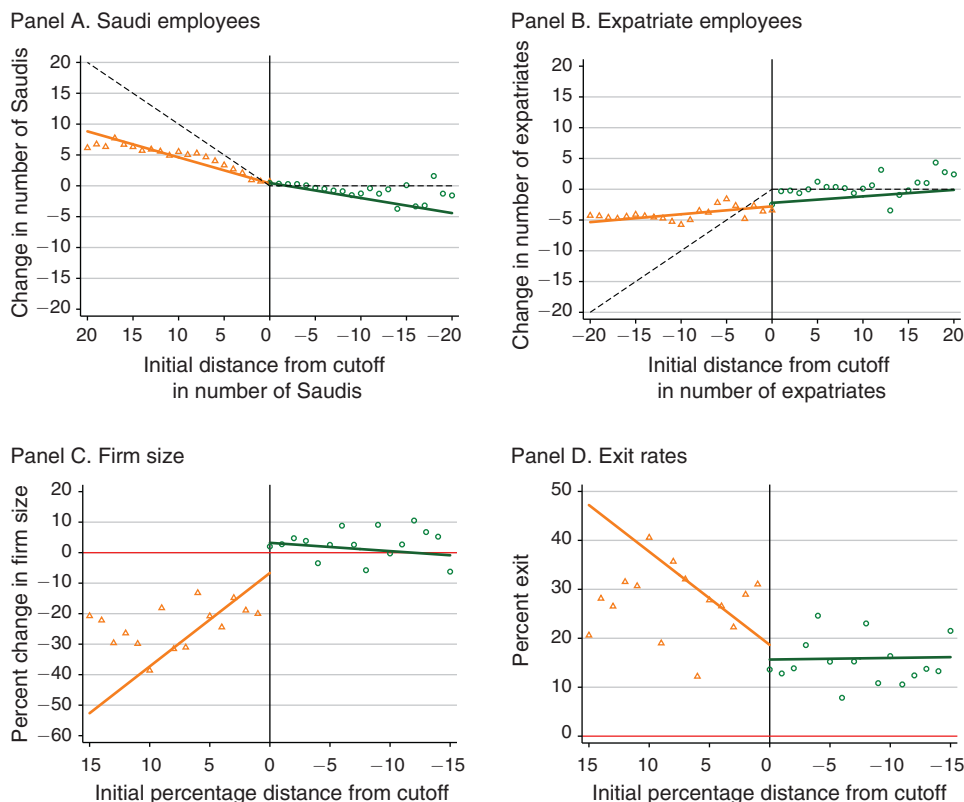 Panel A. Saudi employees
Change in number of Saudis
20
15
10
5
0
−5
−10
−15
−20
20 15 10 5 0 −5 −10 −15 −20
Initial distance from cutoff
in number of Saudis
Panel B. Expatriate employees
Change in number of expatriates
20
15
10
5
0
−5
−10
−15
−20
−20 −15 −10 −5 0 5 10 15 20
Initial distance from cutoff
in number of expatriates
Panel C. Firm size
Percent change in firm size
20
10
0
−10
−20
−30
−40
−50
−60
15 10 5 0 −5 −10 −15
Initial percentage distance from cutoff
Panel D. Exit rates
Percent exit
50
40
30
20
10
0
15 10 5 0 −5 −10 −15
Initial percentage distance from cutoff